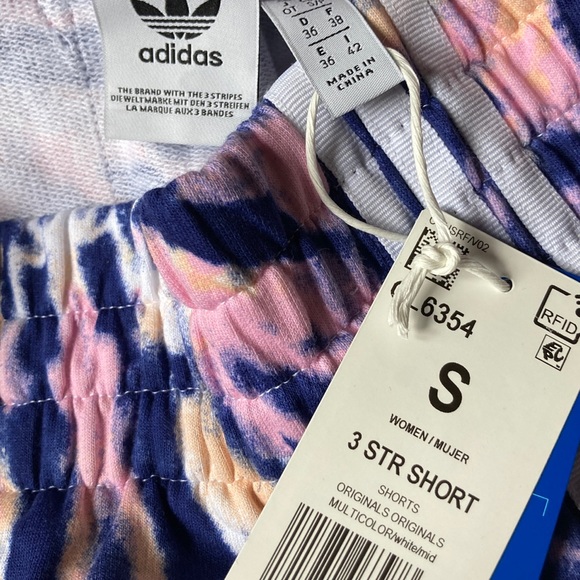 adidas
THE BRAND WITH THE 3 STRIPES
DIE WELTMARKE MIT DEN 3 STREIFEN
LA MARQUE AUX 3 BANDES
D F
36 38
E I
36 42
MADE IN
CHINA
6354
RFID
S
WOMEN / MUJER
3 STR SHORT
SHORTS
ORIGINALS ORIGINALS
MULTICOLOR/white/mid